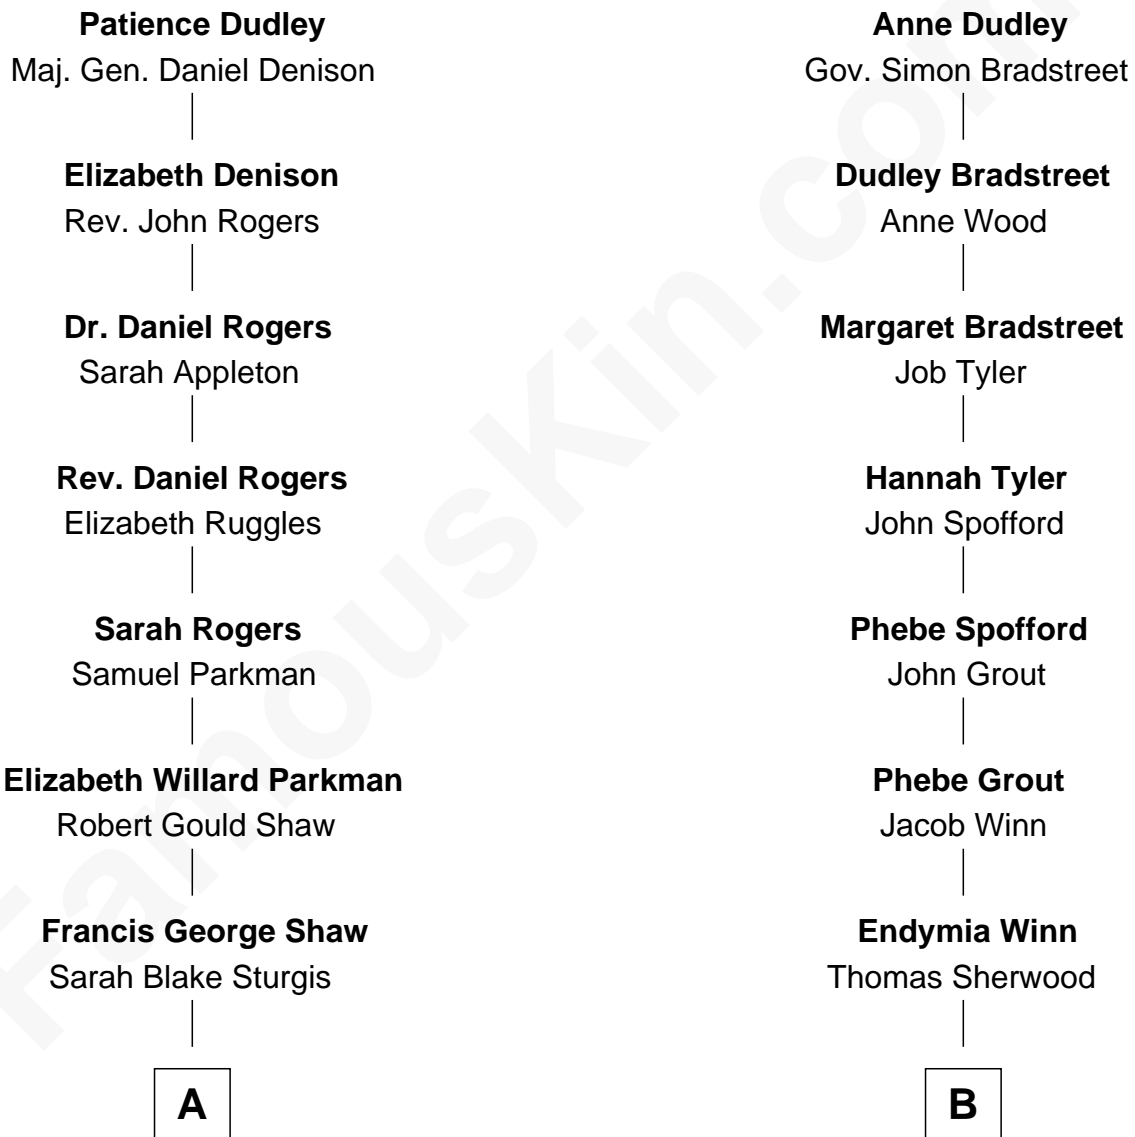 Patience Dudley
Maj. Gen. Daniel Denison
Elizabeth Denison
Rev. John Rogers
Dr. Daniel Rogers
Sarah Appleton
Rev. Daniel Rogers
Elizabeth Ruggles
Sarah Rogers
Samuel Parkman
Elizabeth Willard Parkman
Robert Gould Shaw
Francis George Shaw
Sarah Blake Sturgis
A
Anne Dudley
Gov. Simon Bradstreet
Dudley Bradstreet
Anne Wood
Margaret Bradstreet
Job Tyler
Hannah Tyler
John Spofford
Phebe Spofford
John Grout
Phebe Grout
Jacob Winn
Endymia Winn
Thomas Sherwood
B
FamousKin.com